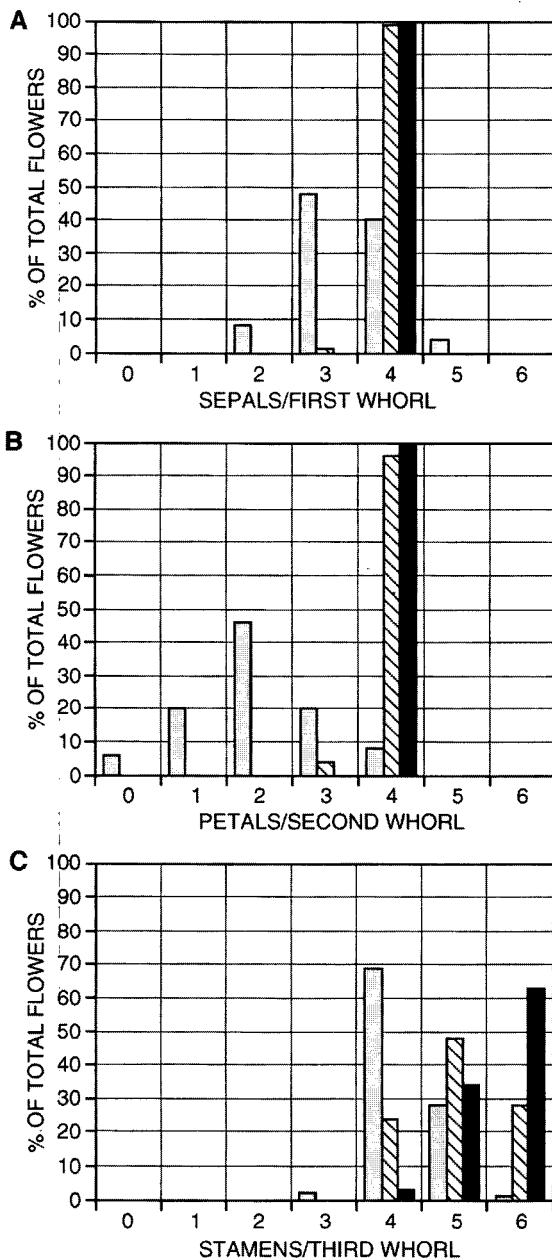 A
% OF TOTAL FLOWERS
100
90
80
70
60
50
40
30
20
10
0
0 1 2 3 4 5 6
SEPALS/FIRST WHORL
B
% OF TOTAL FLOWERS
100
90
80
70
60
50
40
30
20
10
0
0 1 2 3 4 5 6
PETALS/SECOND WHORL
C
% OF TOTAL FLOWERS
100
90
80
70
60
50
40
30
20
10
0
0 1 2 3 4 5 6
STAMENS/THIRD WHORL